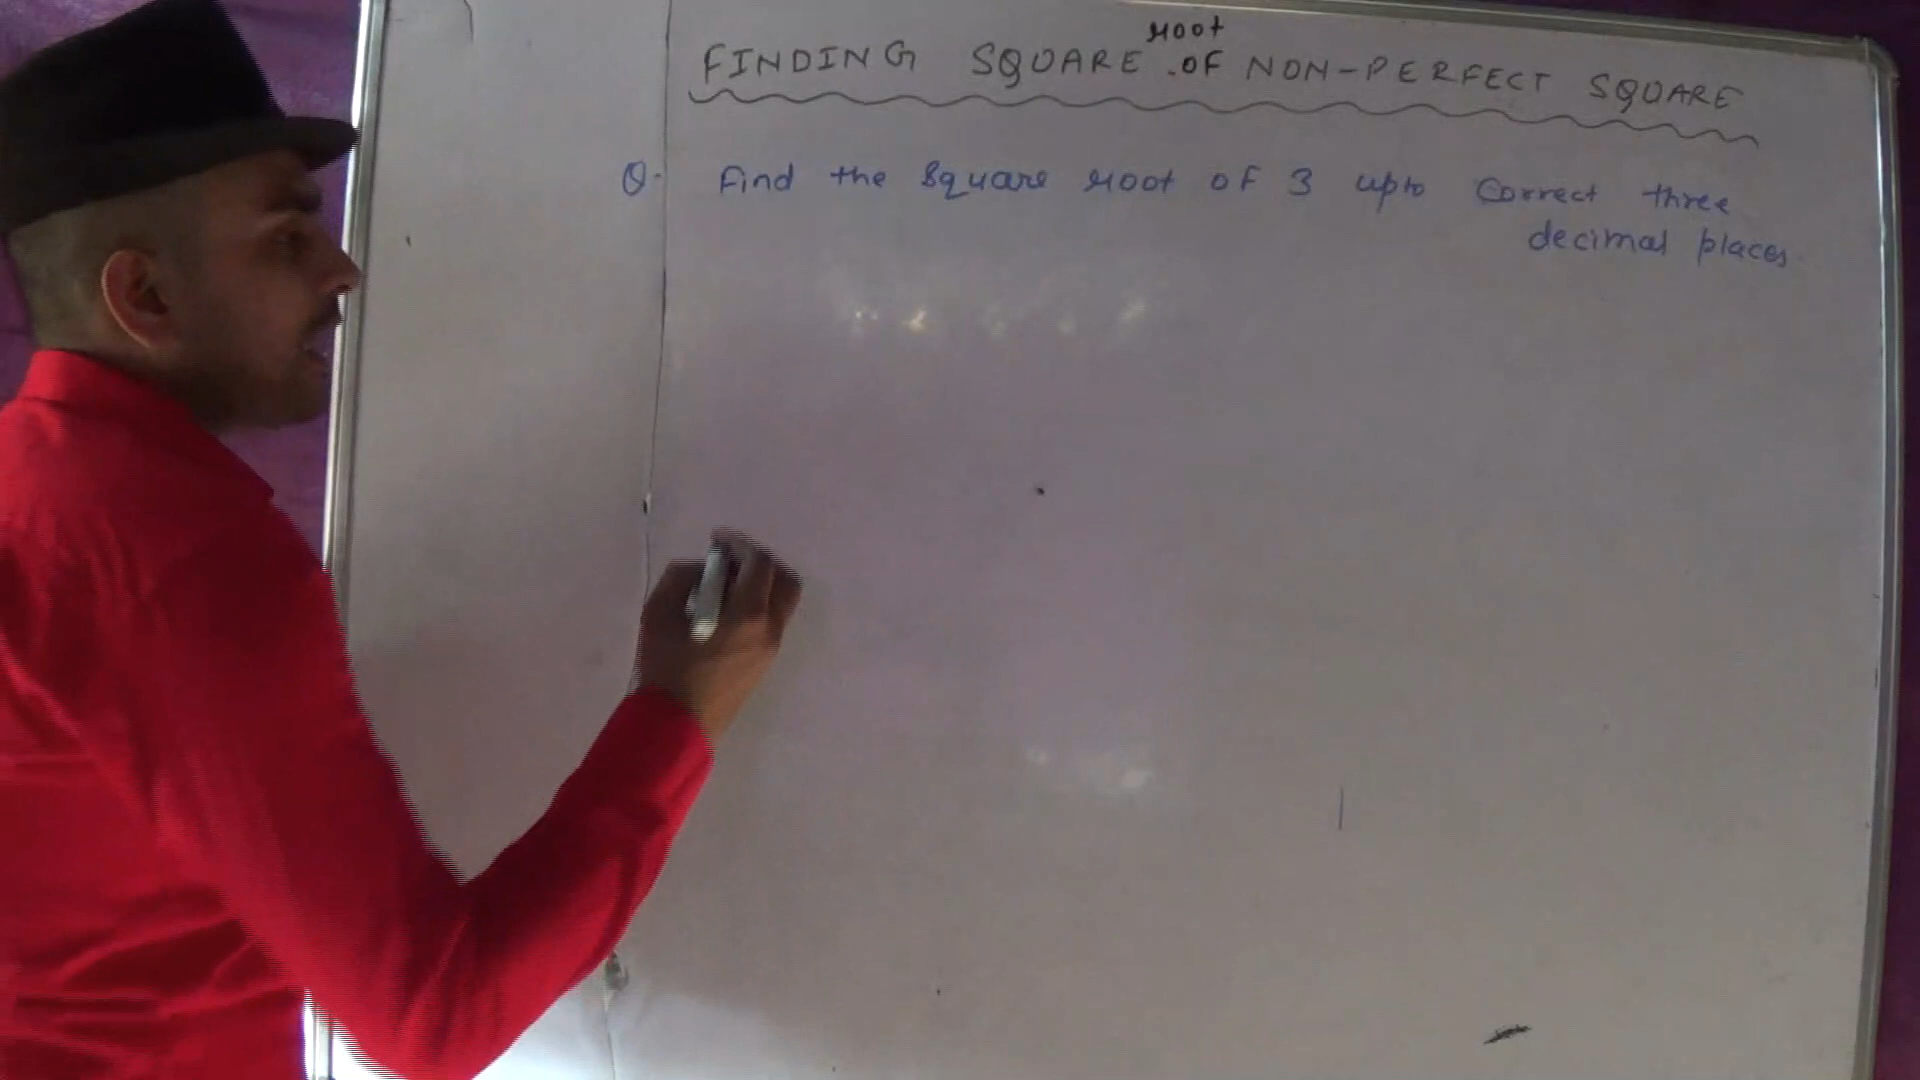 FINDING SQUARE root OF NON-PERFECT SQUARE
Q. Find the square root of 3 upto correct three
decimal places.